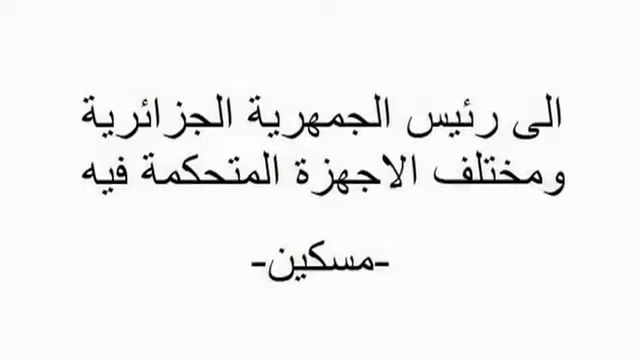 الى رئيس الجمهرية الجزائرية
ومختلف الاجهزة المتحكمة فيه
-مسكين-